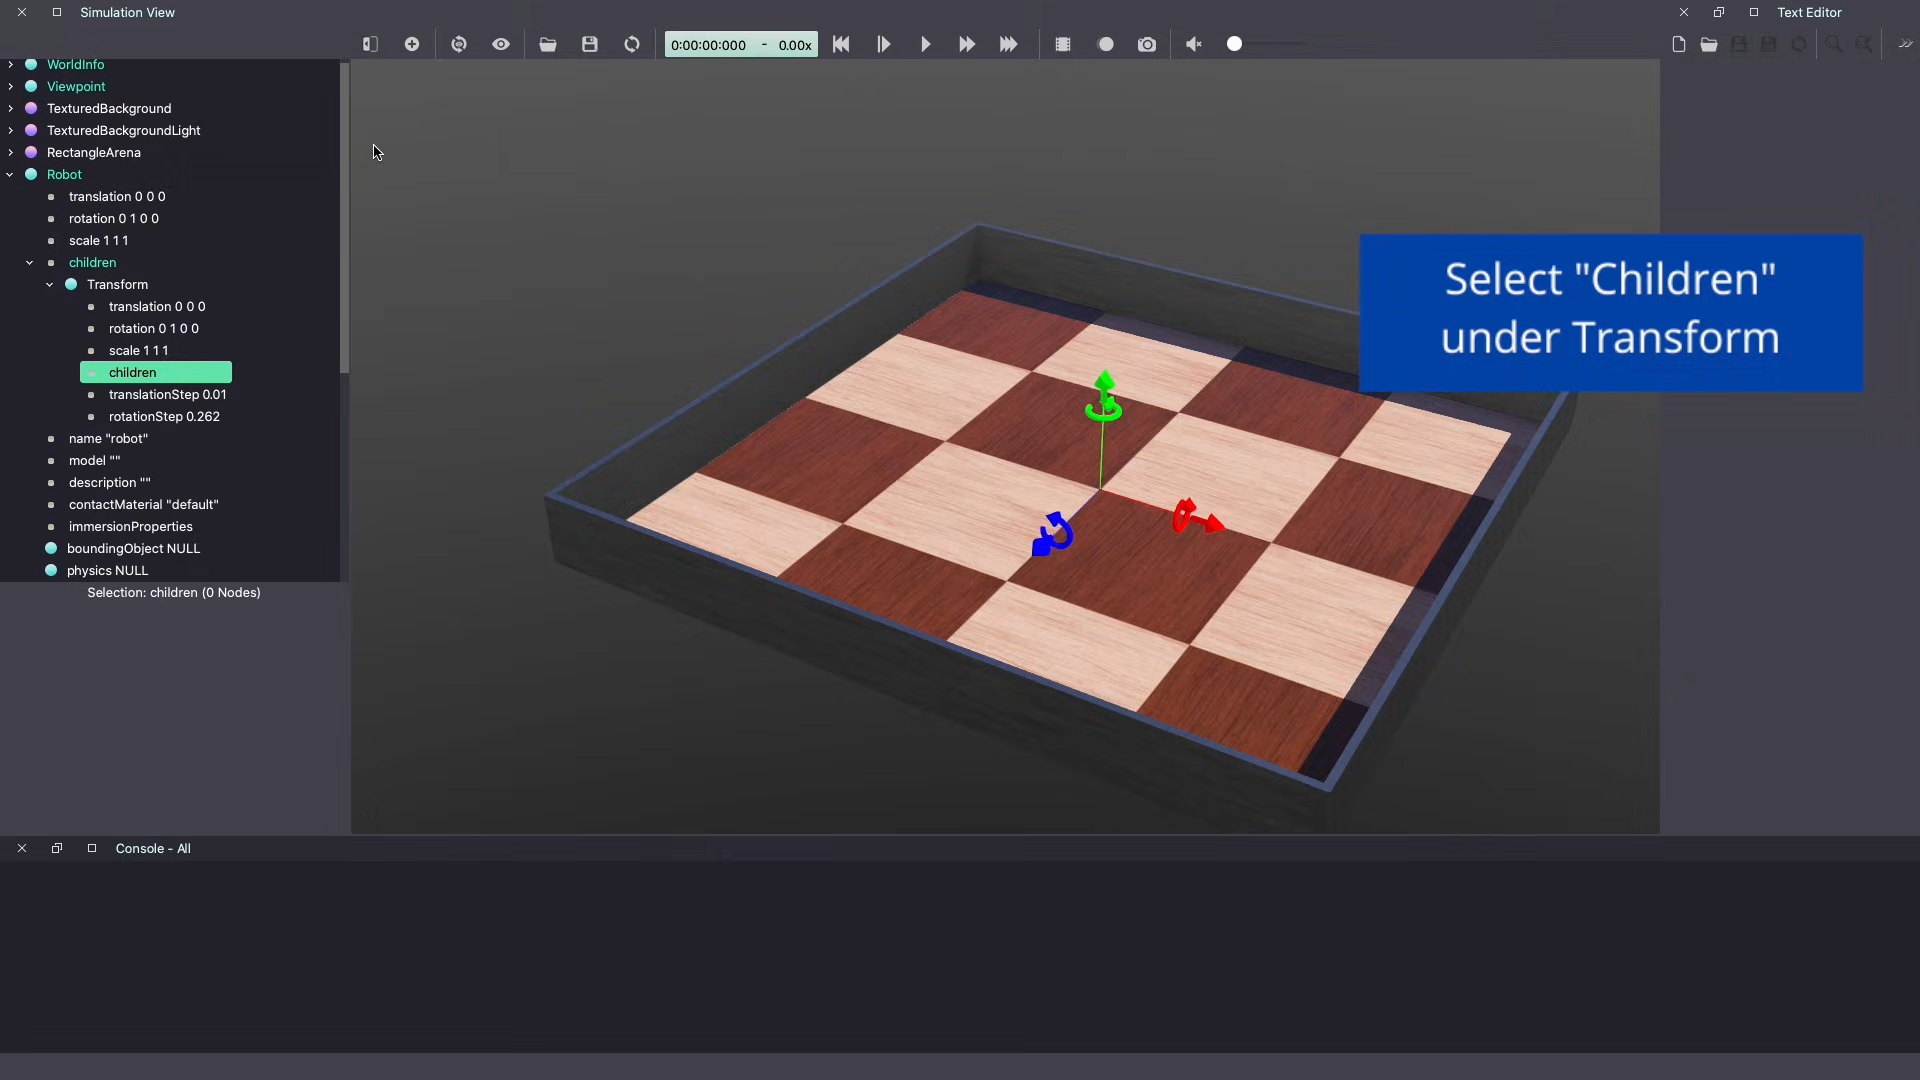 Simulation View
Text Editor
0:00:00:000 - 0.00x
WorldInfo
Viewpoint
TexturedBackground
TexturedBackgroundLight
RectangleArena
Robot
translation 0 0 0
rotation 0 1 0 0
scale 1 1 1
children
Transform
translation 0 0 0
rotation 0 1 0 0
scale 1 1 1
children
translationStep 0.01
rotationStep 0.262
name "robot"
model ""
description ""
contactMaterial "default"
immersionProperties
boundingObject NULL
physics NULL
Selection: children (0 Nodes)
Select "Children"
under Transform
Console - All